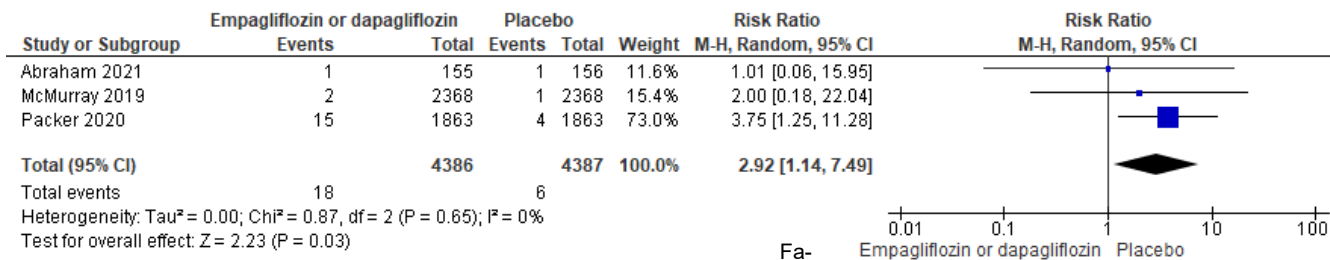 Empagliflozin or dapagliflozin Placebo Risk Ratio Risk Ratio
Study or Subgroup Events Total Events Total Weight M-H, Random, 95% CI M-H, Random, 95% CI
Abraham 2021 1 155 1 156 11.6% 1.01 [0.06, 15.95]
McMurray 2019 2 2368 1 2368 15.4% 2.00 [0.18, 22.04]
Packer 2020 15 1863 4 1863 73.0% 3.75 [1.25, 11.28]
Total (95% CI) 4386 4387 100.0% 2.92 [1.14, 7.49]
Total events 18 6
Heterogeneity: Tau² = 0.00; Chi² = 0.87, df = 2 (P = 0.65); I² = 0%
Test for overall effect: Z = 2.23 (P = 0.03)
0.01 0.1 1 10 100
Fa- Empagliflozin or dapagliflozin Placebo